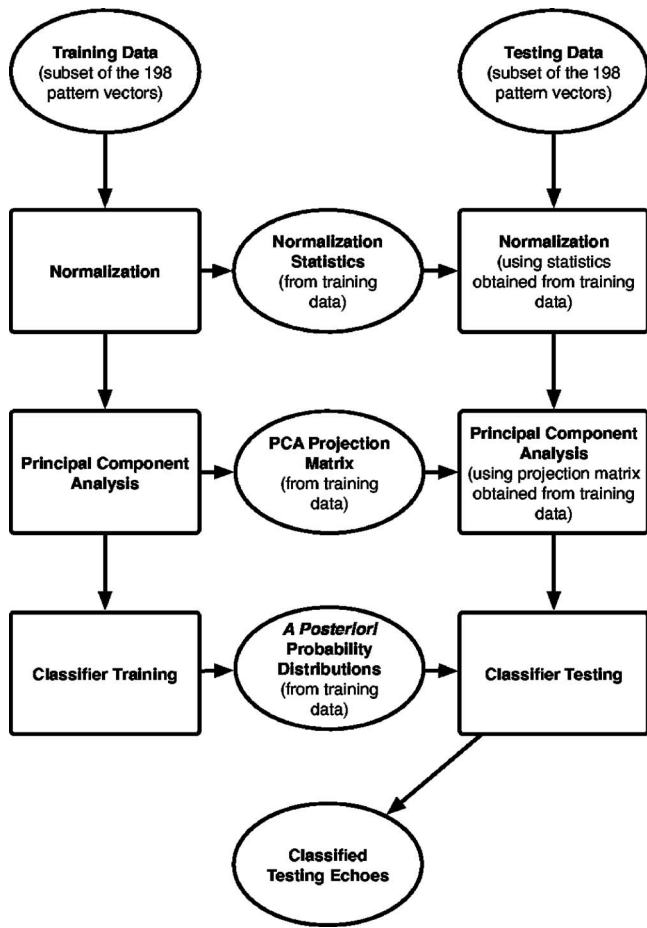 Training Data
(subset of the 198
pattern vectors)
Testing Data
(subset of the 198
pattern vectors)
Normalization
Normalization
Statistics
(from training
data)
Normalization
(using statistics
obtained from training
data)
Principal Component
Analysis
PCA Projection
Matrix
(from training
data)
Principal Component
Analysis
(using projection matrix
obtained from training
data)
Classifier Training
A Posteriori
Probability
Distributions
(from training
data)
Classifier Testing
Classified
Testing Echoes